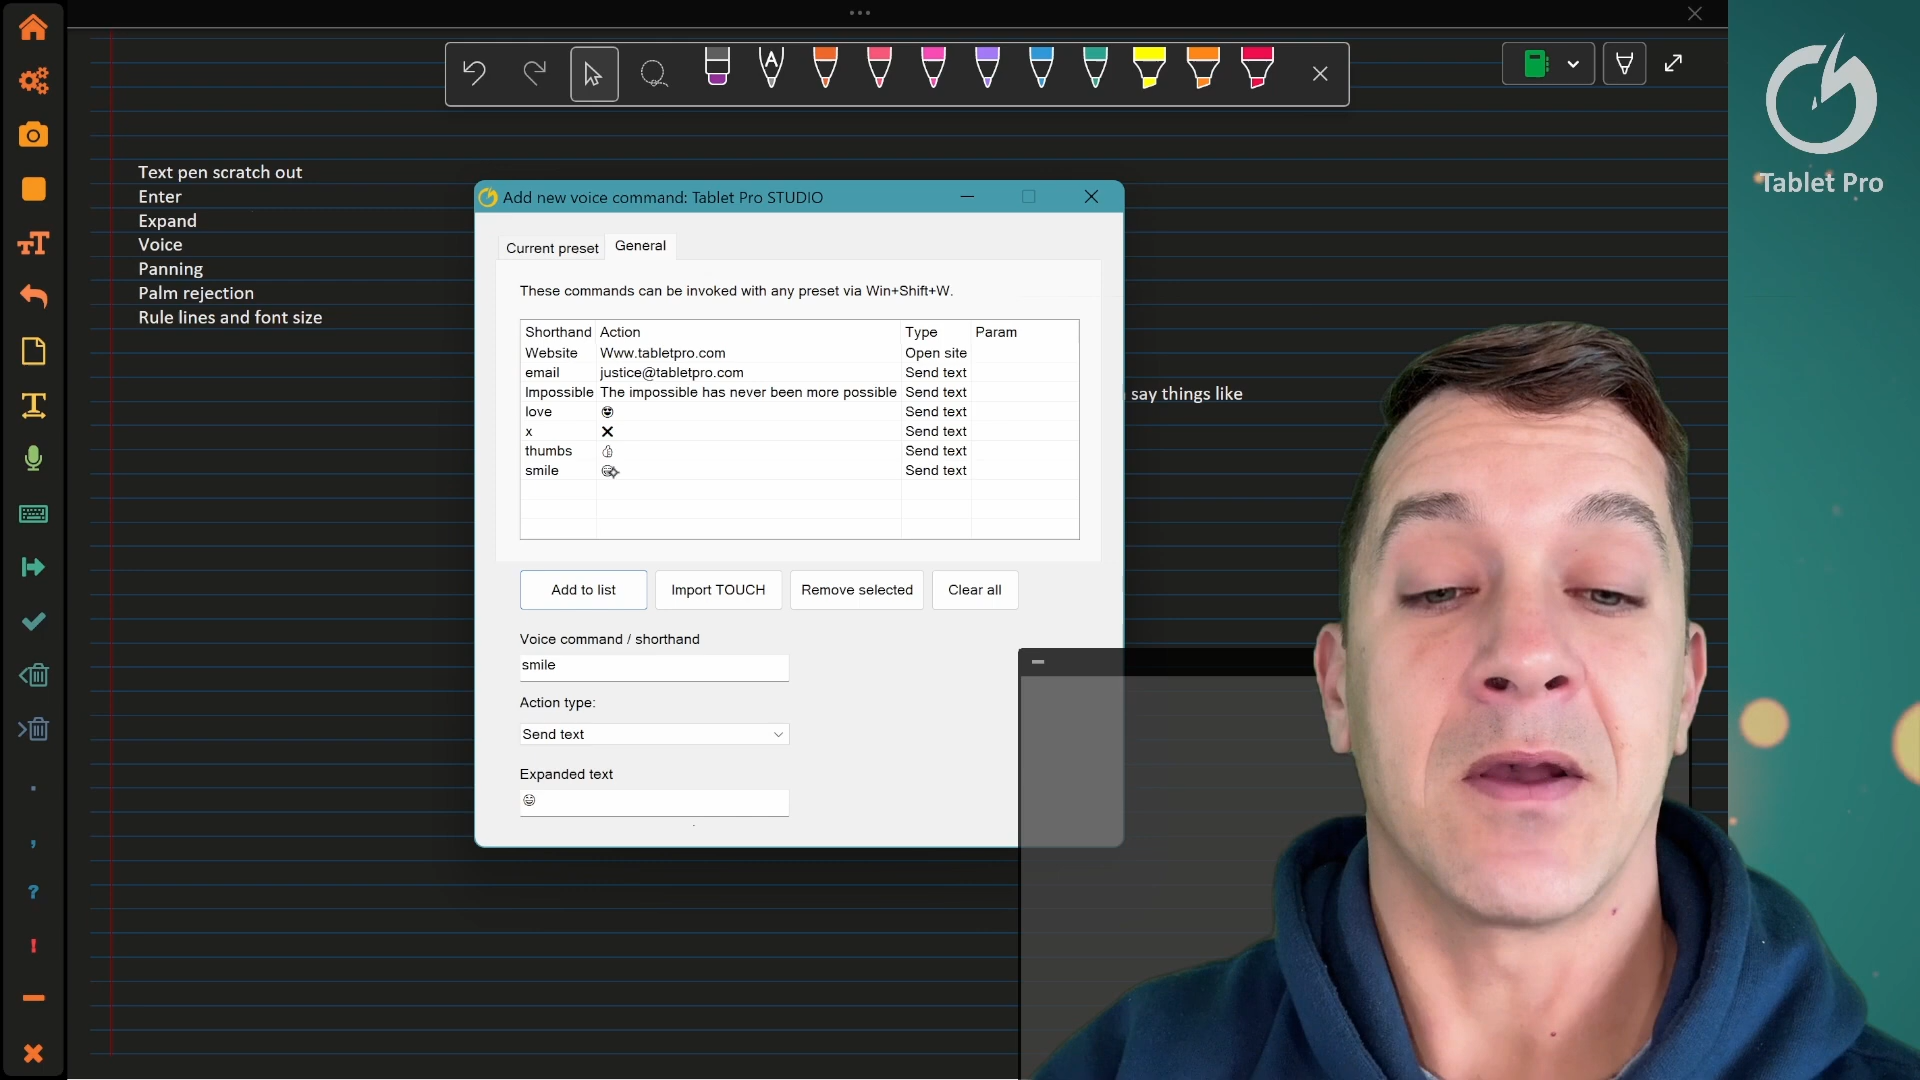 Text pen scratch out
Enter
Expand
Voice
Panning
Palm rejection
Rule lines and font size
say things like
Tablet Pro
Add new voice command: Tablet Pro STUDIO
Current preset
General
These commands can be invoked with any preset via Win+Shift+W.
Shorthand Action Type Param
Website Www.tabletpro.com Open site
email justice@tabletpro.com Send text
Impossible The impossible has never been more possible Send text
love 😍 Send text
x ❌ Send text
thumbs 👍 Send text
smile Send text
Add to list
Import TOUCH
Remove selected
Clear all
Voice command / shorthand
smile
Action type:
Send text
Expanded text
😄